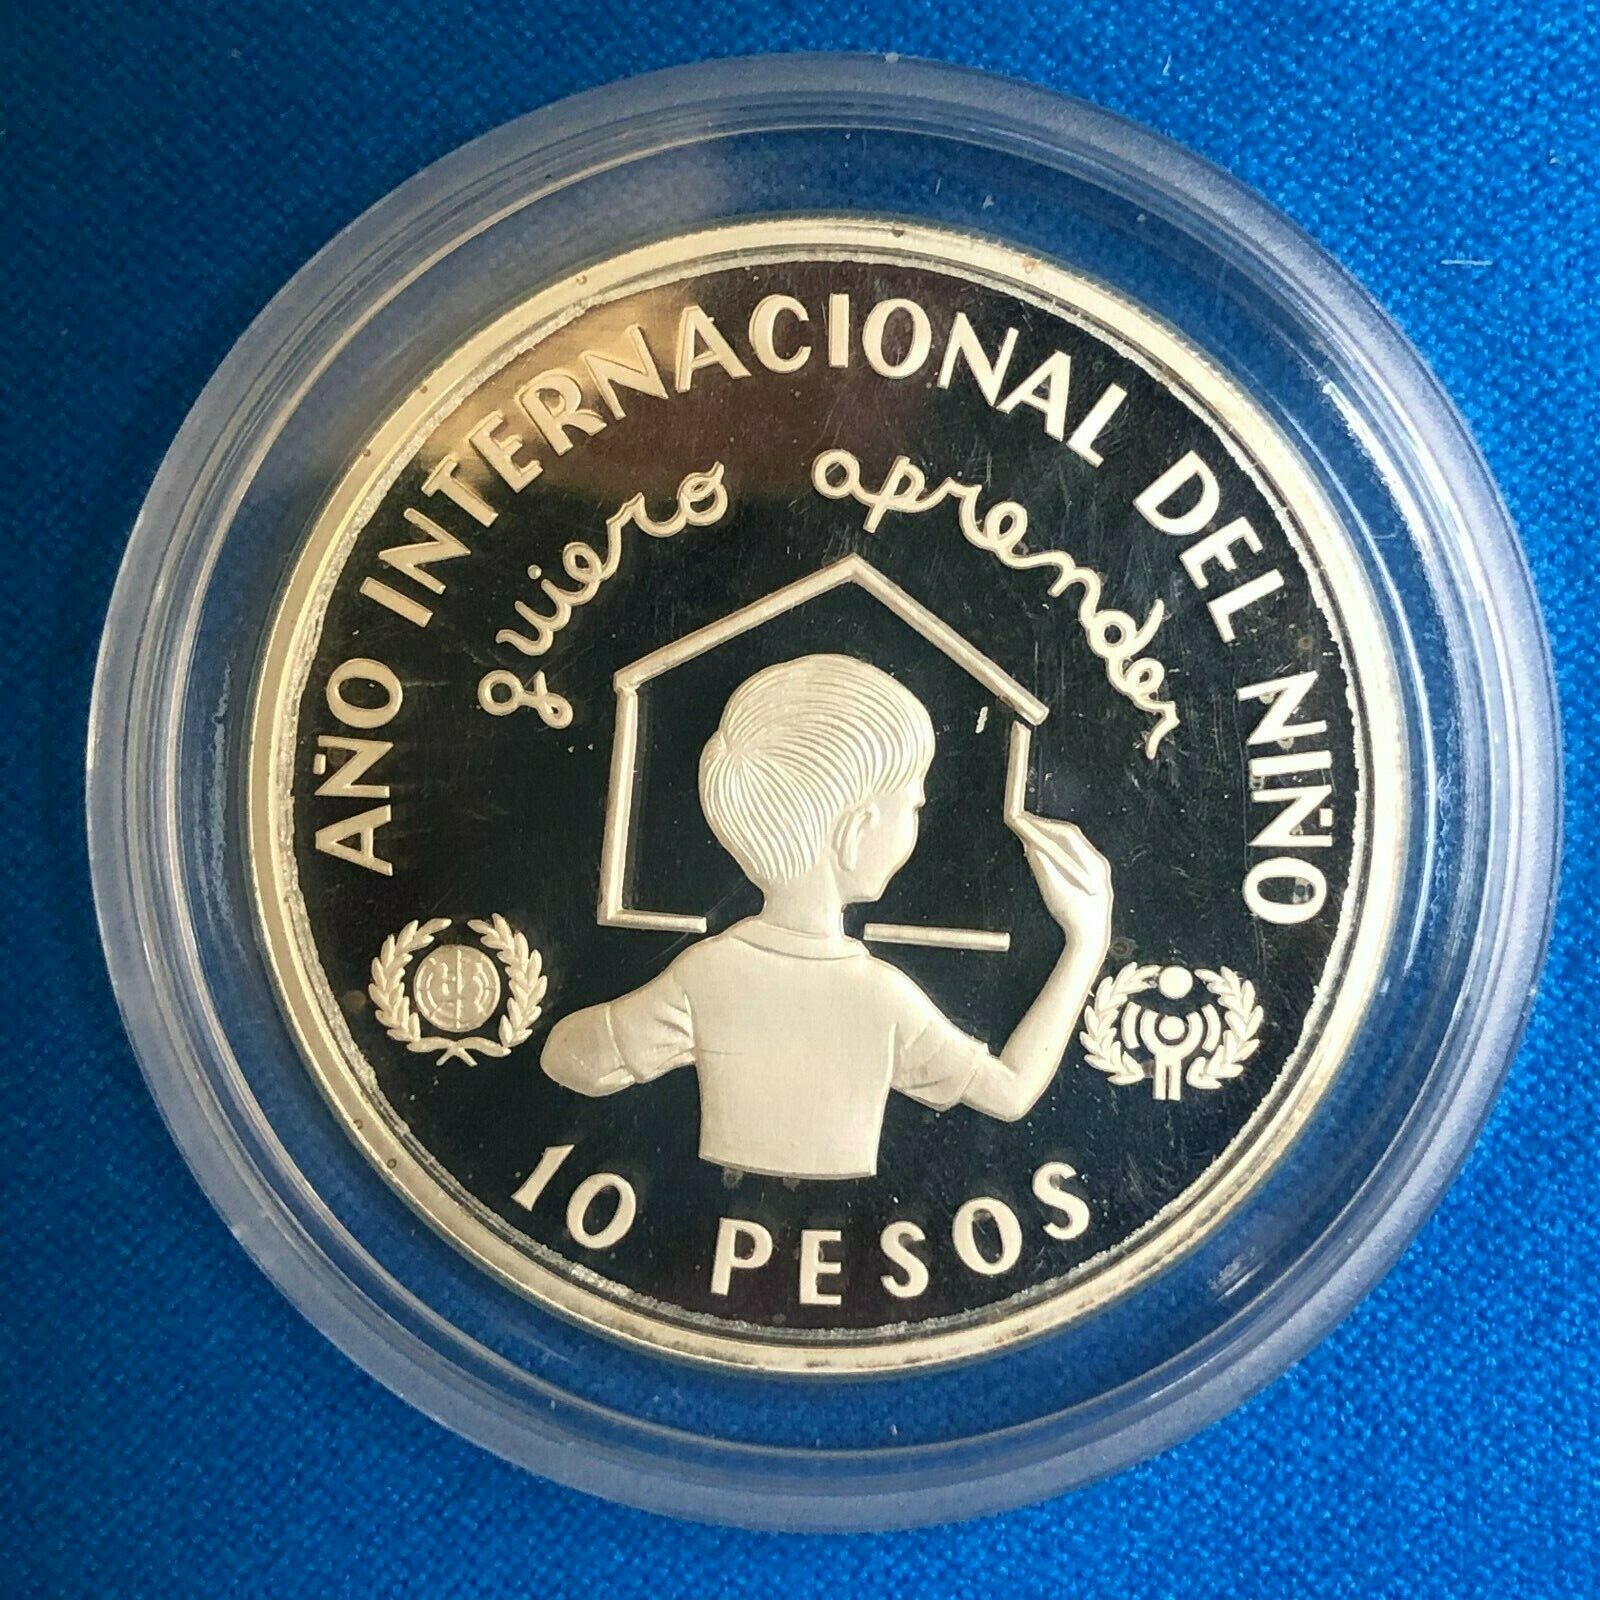 AÑO INTERNACIONAL DEL NIÑO
quiero aprender
10 PESOS